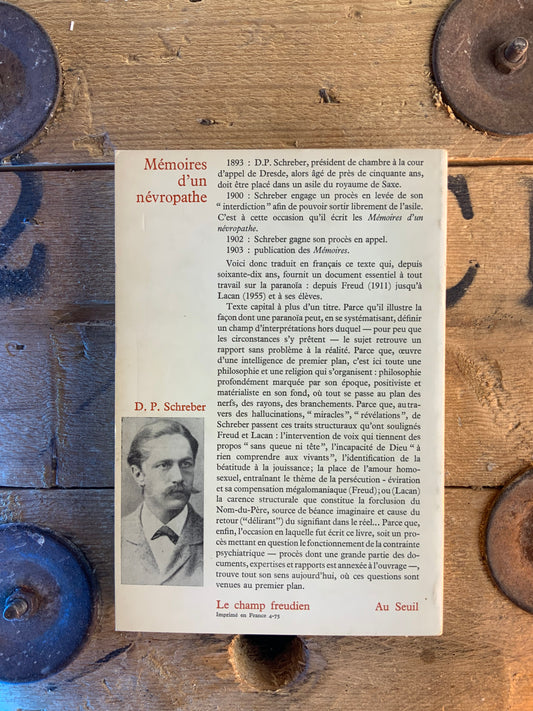 Mémoires
d'un
névropathe
1893 : D.P. Schreber, président de chambre à la cour
d'appel de Dresde, alors âgé de près de cinquante ans,
doit être placé dans un asile du royaume de Saxe.
1900 : Schreber engage un procès en levée de son
" interdiction " afin de pouvoir sortir librement de l'asile.
C'est à cette occasion qu'il écrit les Mémoires d'un
névropathe.
1902 : Schreber gagne son procès en appel.
1903 : publication des Mémoires.
Voici donc traduit en français ce texte qui, depuis
soixante-dix ans, fournit un document essentiel à tout
travail sur la paranoïa : depuis Freud (1911) jusqu'à
Lacan (1955) et à ses élèves.
Texte capital à plus d'un titre. Parce qu'il illustre la
façon dont une paranoïa peut, en se systématisant, définir
un champ d'interprétations hors duquel — pour peu que
les circonstances s'y prêtent — le sujet retrouve un
rapport sans problème à la réalité. Parce que, œuvre
d'une intelligence de premier plan, c'est ici toute une
philosophie et une religion qui s'organisent : philosophie
profondément marquée par son époque, positiviste et
matérialiste en son fond, où tout se passe au plan des
nerfs, des rayons, des branchements. Parce que, au tra-
vers des hallucinations, " miracles ", " révélations ", de
Schreber passent ces traits structuraux qu'ont soulignés
Freud et Lacan : l'intervention de voix qui tiennent des
propos " sans queue ni tête ", l'incapacité de Dieu " à
rien comprendre aux vivants ", l'identification de la
béatitude à la jouissance; la place de l'amour homo-
sexuel, entraînant le thème de la persécution - éviration
et sa compensation mégalomaniaque (Freud); ou (Lacan)
la carence structurale que constitue la forclusion du
Nom-du-Père, source de béance imaginaire et cause du
retour ("délirant") du signifiant dans le réel... Parce que,
enfin, l'occasion en laquelle fut écrit ce livre, soit un pro-
cès mettant en question le fonctionnement de la contrainte
psychiatrique — procès dont une grande partie des do-
cuments, expertises et rapports est annexée à l'ouvrage —,
trouve tout son sens aujourd'hui, où ces questions sont
venues au premier plan.
D. P. Schreber
Le champ freudien Au Seuil
Imprimé en France 4-75